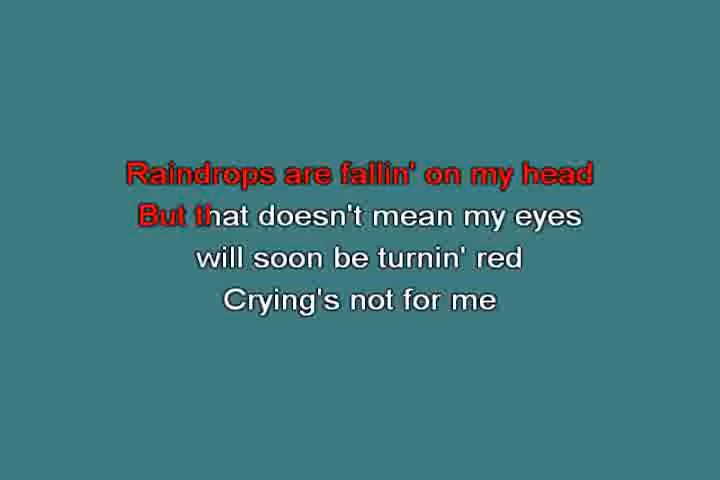 Raindrops are fallin' on my head
But that doesn't mean my eyes
will soon be turnin' red
Crying's not for me